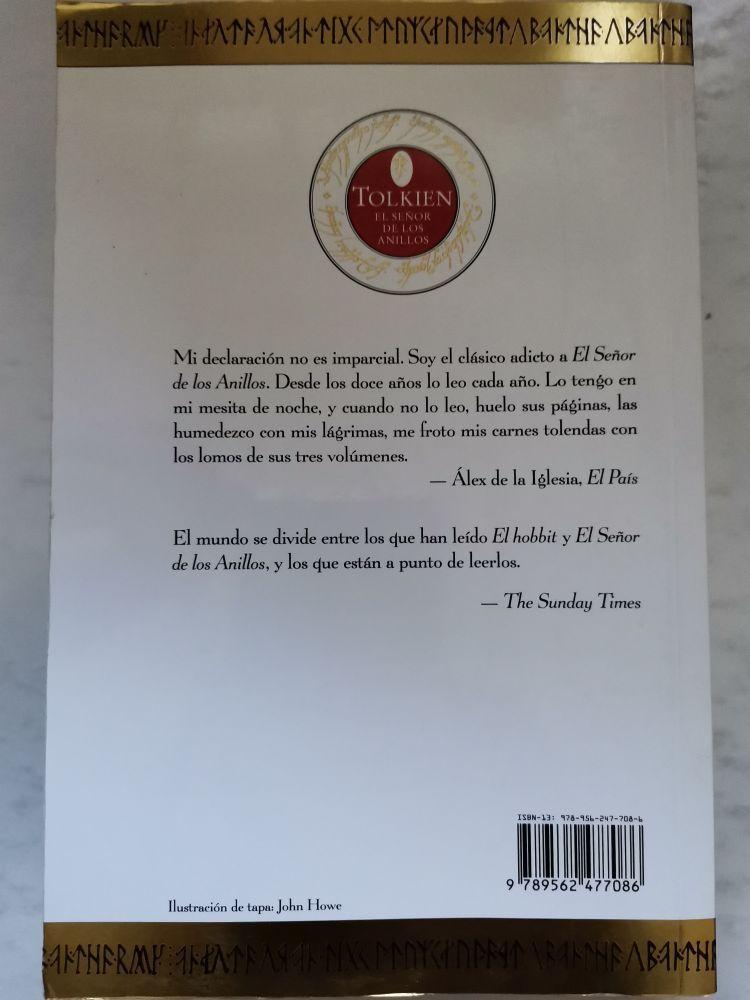 TOLKIEN
EL SEÑOR
DE LOS
ANILLOS
Mi declaración no es imparcial. Soy el clásico adicto a El Señor
de los Anillos. Desde los doce años lo leo cada año. Lo tengo en
mi mesita de noche, y cuando no lo leo, huelo sus páginas, las
humedezco con mis lágrimas, me froto mis carnes tolendas con
los lomos de sus tres volúmenes.
— Álex de la Iglesia, El País
El mundo se divide entre los que han leído El hobbit y El Señor
de los Anillos, y los que están a punto de leerlos.
— The Sunday Times
ISBN-13: 978-956-247-708-6
9 789562 477086
Ilustración de tapa: John Howe